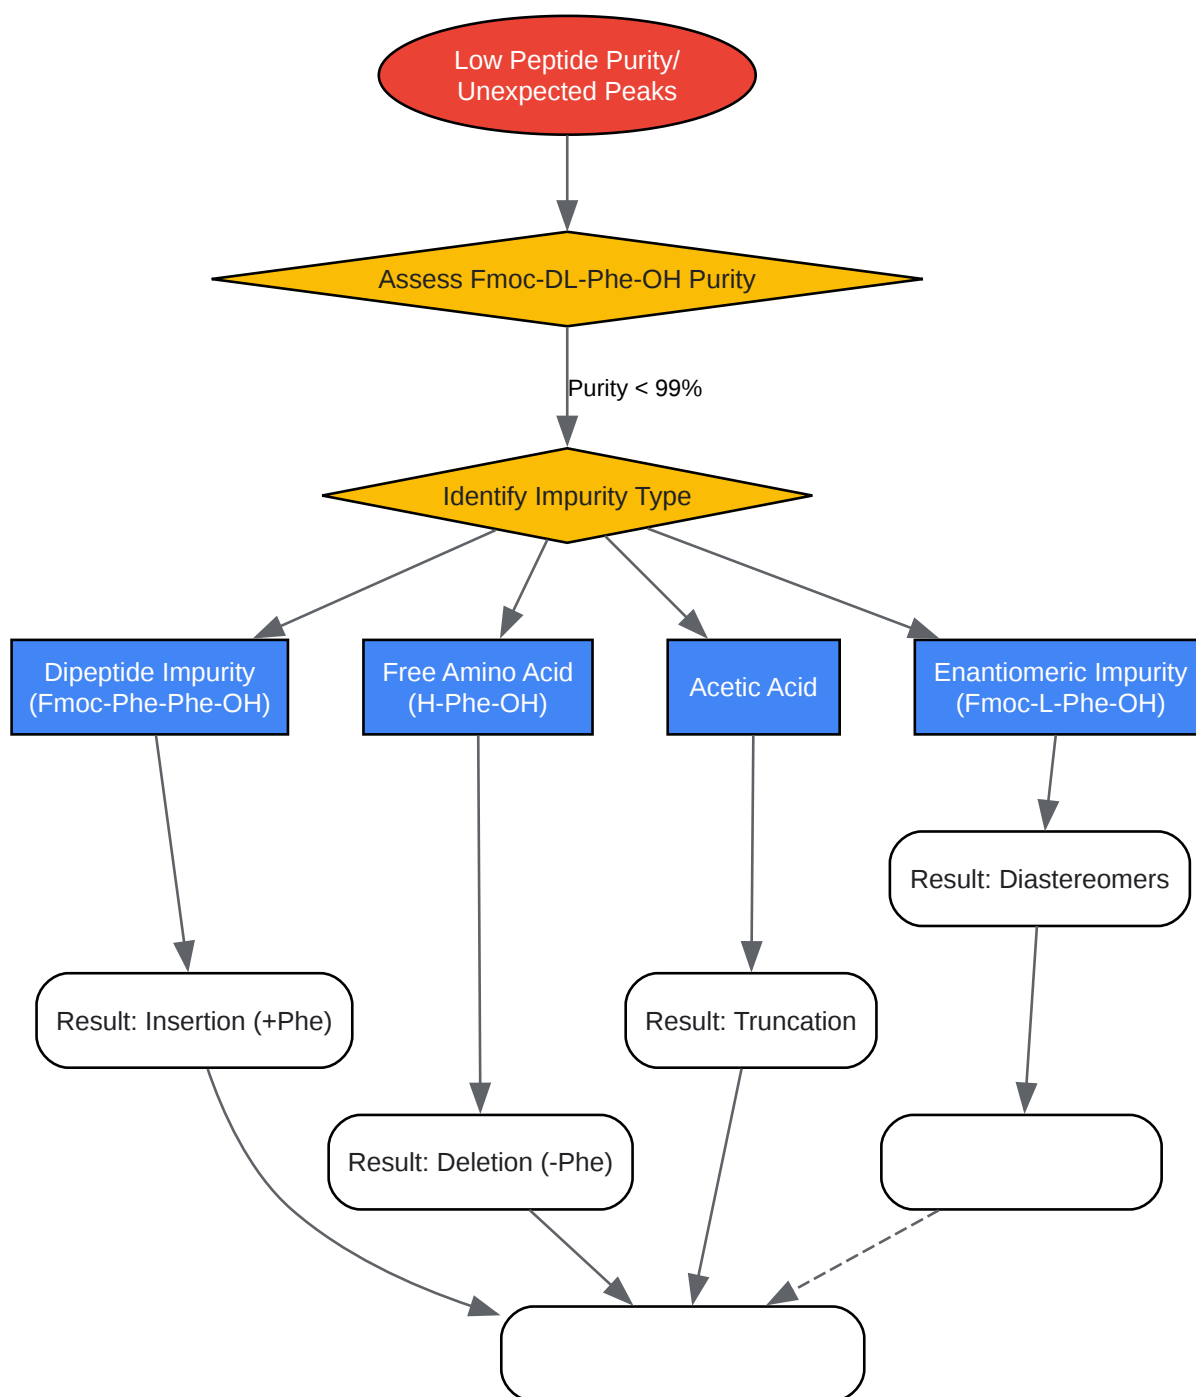 Low Peptide Purity/
Unexpected Peaks
Assess Fmoc-DL-Phe-OH Purity
Purity < 99%
Identify Impurity Type
Dipeptide Impurity
(Fmoc-Phe-Phe-OH)
Free Amino Acid
(H-Phe-OH)
Acetic Acid
Enantiomeric Impurity
(Fmoc-L-Phe-OH)
Result: Diastereomers
Result: Insertion (+Phe)
Result: Truncation
Result: Deletion (-Phe)